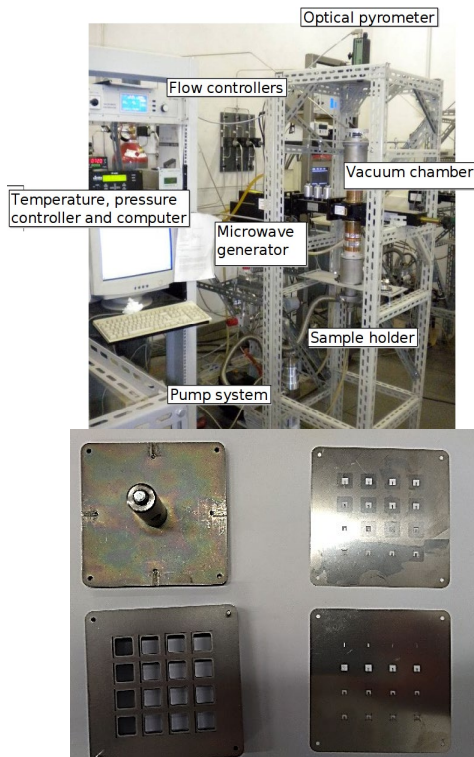 Optical pyrometer
Flow controllers
Vacuum chamber
Temperature, pressure
controller and computer
Microwave
generator
Sample holder
Pump system